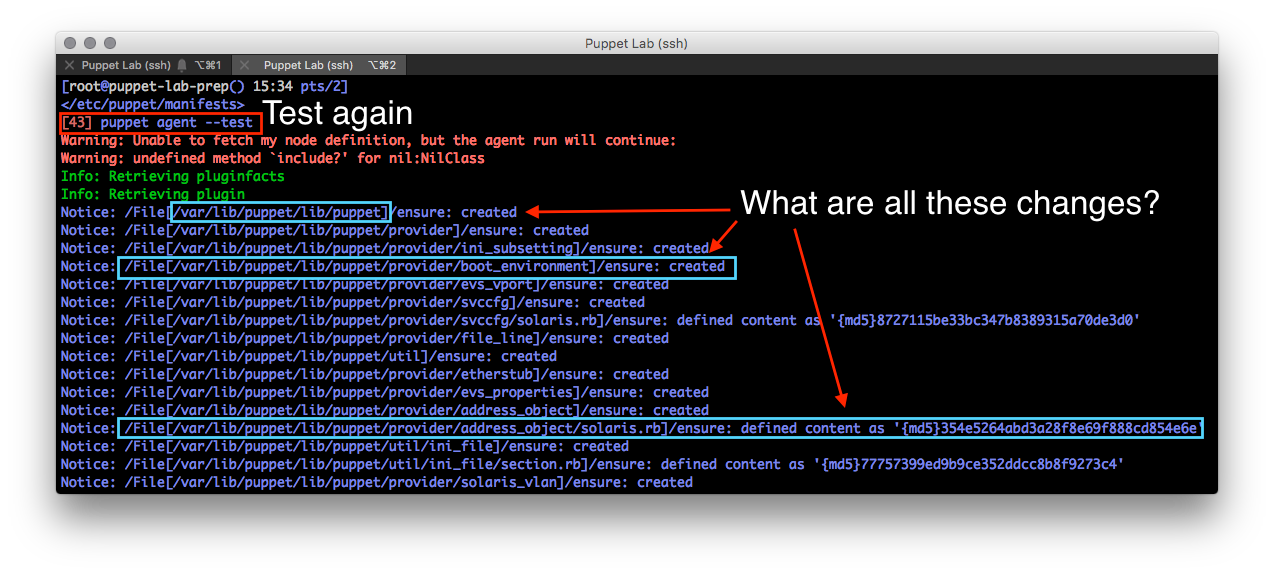 Puppet Lab (ssh)
Puppet Lab (ssh) ⌥⌘1 Puppet Lab (ssh) ⌥⌘2
[root@puppet-lab-prep() 15:34 pts/2]
</etc/puppet/manifests>
[43] puppet agent --test
Test again
Warning: Unable to fetch my node definition, but the agent run will continue:
Warning: undefined method `include?' for nil:NilClass
Info: Retrieving pluginfacts
Info: Retrieving plugin
What are all these changes?
Notice: /File[/var/lib/puppet/lib/puppet]/ensure: created
Notice: /File[/var/lib/puppet/lib/puppet/provider]/ensure: created
Notice: /File[/var/lib/puppet/lib/puppet/provider/ini_subsetting]/ensure: created
Notice: /File[/var/lib/puppet/lib/puppet/provider/boot_environment]/ensure: created
Notice: /File[/var/lib/puppet/lib/puppet/provider/evs_vport]/ensure: created
Notice: /File[/var/lib/puppet/lib/puppet/provider/svccfg]/ensure: created
Notice: /File[/var/lib/puppet/lib/puppet/provider/svccfg/solaris.rb]/ensure: defined content as '{md5}8727115be33bc347b8389315a70de3d0'
Notice: /File[/var/lib/puppet/lib/puppet/provider/file_line]/ensure: created
Notice: /File[/var/lib/puppet/lib/puppet/util]/ensure: created
Notice: /File[/var/lib/puppet/lib/puppet/provider/etherstub]/ensure: created
Notice: /File[/var/lib/puppet/lib/puppet/provider/evs_properties]/ensure: created
Notice: /File[/var/lib/puppet/lib/puppet/provider/address_object]/ensure: created
Notice: /File[/var/lib/puppet/lib/puppet/provider/address_object/solaris.rb]/ensure: defined content as '{md5}354e5264abd3a28f8e69f888cd854e6e'
Notice: /File[/var/lib/puppet/lib/puppet/util/ini_file]/ensure: created
Notice: /File[/var/lib/puppet/lib/puppet/util/ini_file/section.rb]/ensure: defined content as '{md5}77757399ed9b9ce352ddcc8b8f9273c4'
Notice: /File[/var/lib/puppet/lib/puppet/provider/solaris_vlan]/ensure: created